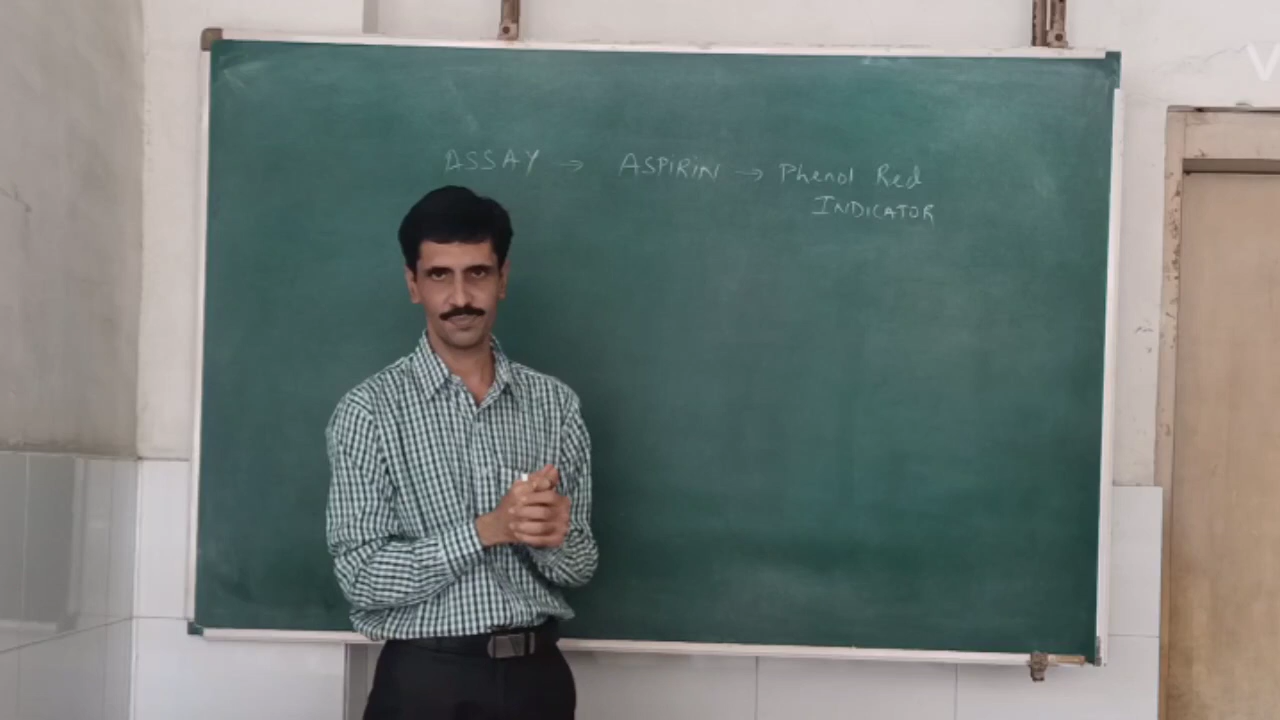 ASSAY → ASPIRIN → Phenol Red
INDICATOR